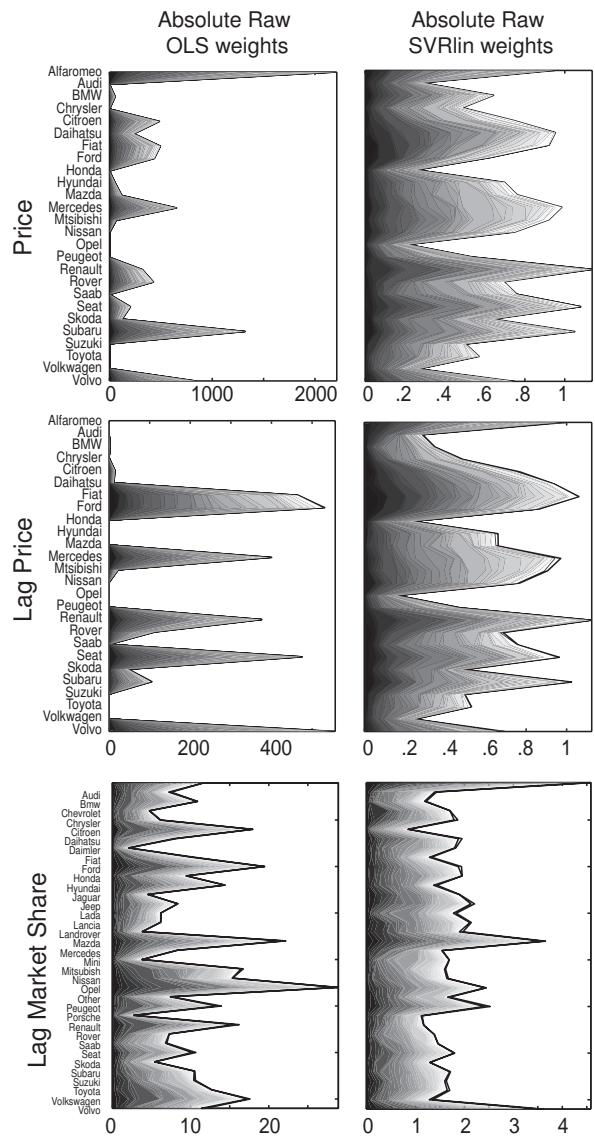 Absolute Raw
OLS weights
Absolute Raw
SVRlin weights
Price
Alfaromeo
Audi
BMW
Chrysler
Citroen
Daihatsu
Fiat
Ford
Honda
Hyundai
Mazda
Mercedes
Mtsibishi
Nissan
Opel
Peugeot
Renault
Rover
Saab
Seat
Skoda
Subaru
Suzuki
Toyota
Volkwagen
Volvo
0 1000 2000
0 .2 .4 .6 .8 1
Lag Price
Alfaromeo
Audi
BMW
Chrysler
Citroen
Daihatsu
Fiat
Ford
Honda
Hyundai
Mazda
Mercedes
Mtsibishi
Nissan
Opel
Peugeot
Renault
Rover
Saab
Seat
Skoda
Subaru
Suzuki
Toyota
Volkwagen
Volvo
0 200 400
0 .2 .4 .6 .8 1
Lag Market Share
Audi
Bmw
Chevrolet
Chrysler
Citroen
Daihatsu
Daimler
Fiat
Ford
Honda
Hyundai
Jaguar
Jeep
Lada
Lancia
Landrover
Mazda
Mercedes
Mini
Mitsubish
Nissan
Opel
Other
Peugeot
Porsche
Renault
Rover
Saab
Seat
Skoda
Subaru
Suzuki
Toyota
Volkswagen
Volvo
0 10 20
0 1 2 3 4